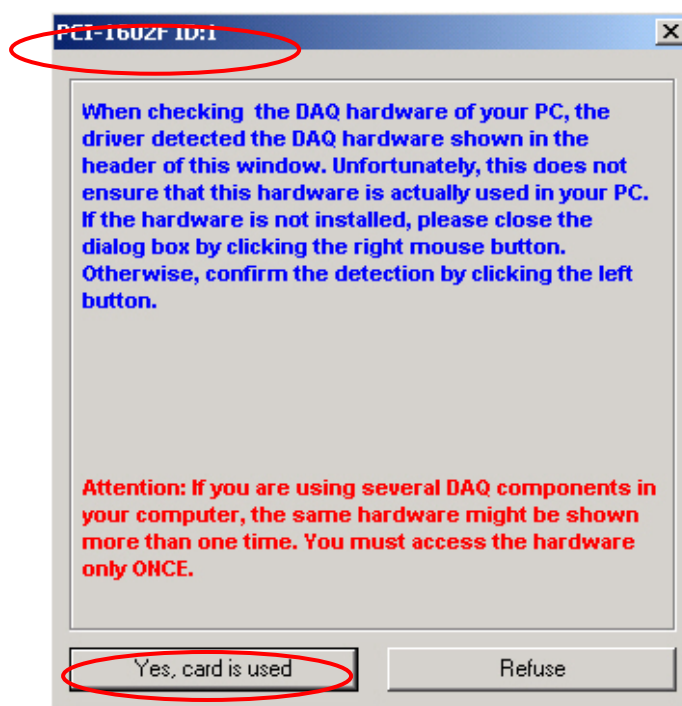 PCI-1602F ID:1
When checking the DAQ hardware of your PC, the
driver detected the DAQ hardware shown in the
header of this window. Unfortunately, this does not
ensure that this hardware is actually used in your PC.
If the hardware is not installed, please close the
dialog box by clicking the right mouse button.
Otherwise, confirm the detection by clicking the left
button.
Attention: If you are using several DAQ components in
your computer, the same hardware might be shown
more than one time. You must access the hardware
only ONCE.
Yes, card is used
Refuse